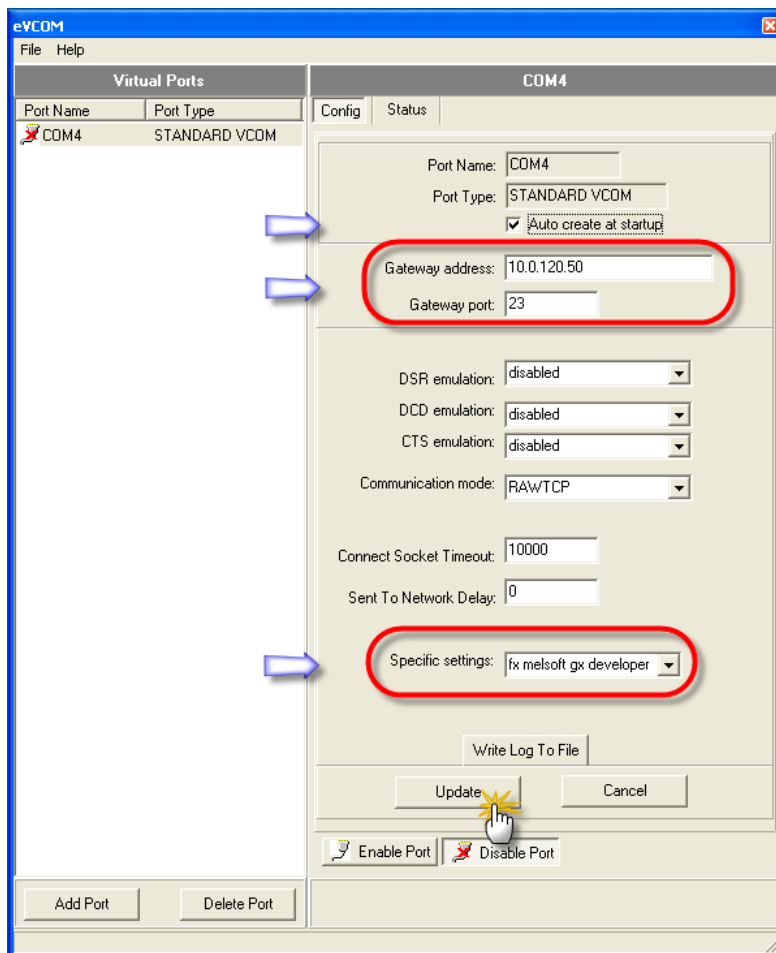 eVCOM
File Help
Virtual Ports
COM4
Port Name Port Type
COM4 STANDARD VCOM
Config Status
Port Name: COM4
Port Type: STANDARD VCOM
Auto create at startup
Gateway address: 10.0.120.50
Gateway port: 23
DSR emulation: disabled
DCD emulation: disabled
CTS emulation: disabled
Communication mode: RAWTCP
Connect Socket Timeout: 10000
Sent To Network Delay: 0
Specific settings: fx melsoft gx developer
Write Log To File
Update Cancel
Enable Port Disable Port
Add Port Delete Port